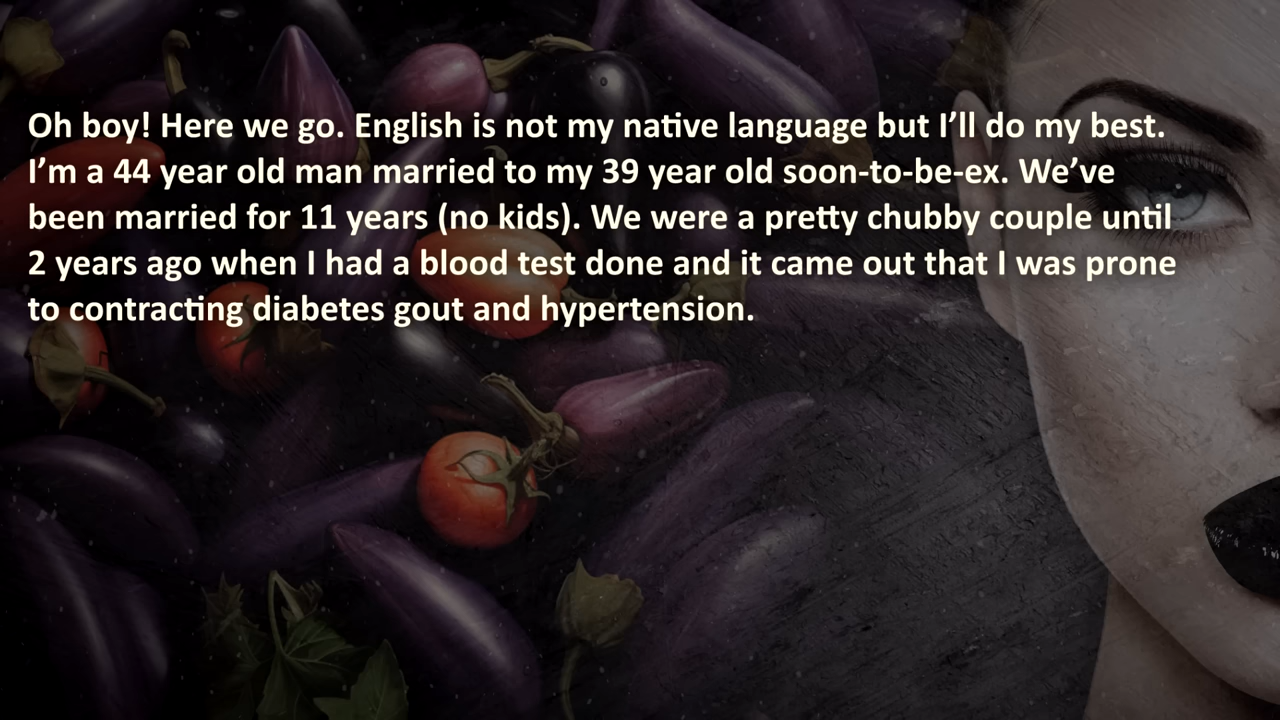 Oh boy! Here we go. English is not my native language but I’ll do my best.
I’m a 44 year old man married to my 39 year old soon-to-be-ex. We’ve
been married for 11 years (no kids). We were a pretty chubby couple until
2 years ago when I had a blood test done and it came out that I was prone
to contracting diabetes gout and hypertension.